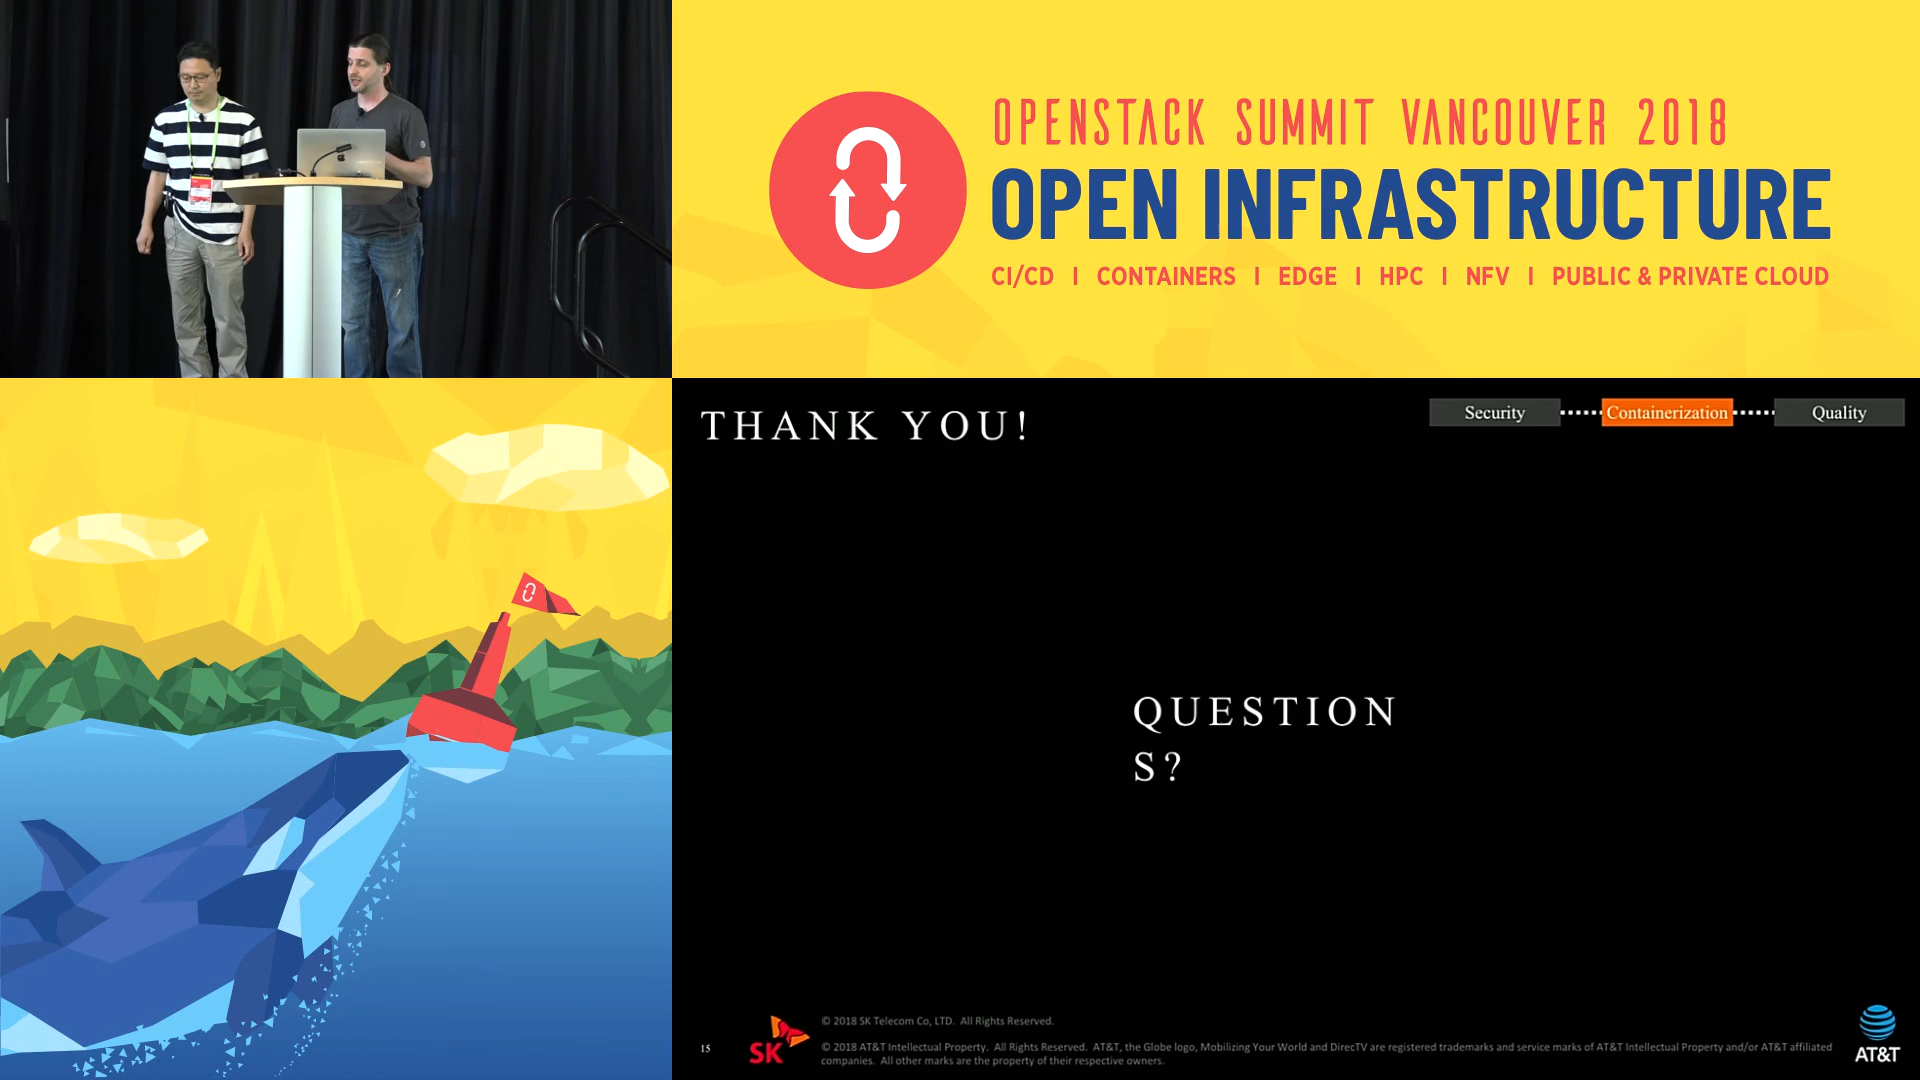 OPENSTACK SUMMIT VANCOUVER 2018
OPEN INFRASTRUCTURE
CI/CD I CONTAINERS I EDGE I HPC I NFV I PUBLIC & PRIVATE CLOUD
THANK YOU!
Security
Containerization
Quality
QUESTION
S?
15
SK
© 2018 SK Telecom Co, LTD. All Rights Reserved.
© 2018 AT&T Intellectual Property. All Rights Reserved. AT&T, the Globe logo, Mobilizing Your World and DirecTV are registered trademarks and service marks of AT&T Intellectual Property and/or AT&T affiliated
companies. All other marks are the property of their respective owners.
AT&T